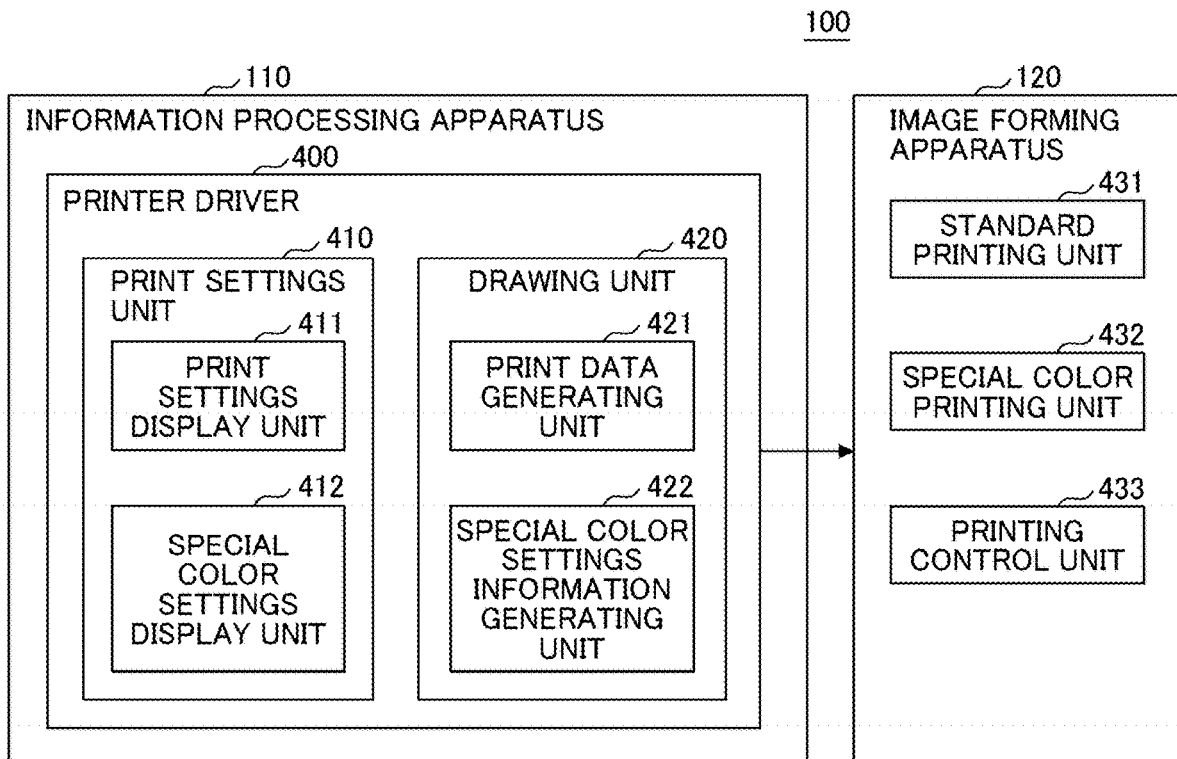 100
110
INFORMATION PROCESSING APPARATUS
400
PRINTER DRIVER
410
PRINT SETTINGS
UNIT
411
PRINT
SETTINGS
DISPLAY UNIT
412
SPECIAL
COLOR
SETTINGS
DISPLAY UNIT
420
DRAWING UNIT
421
PRINT DATA
GENERATING
UNIT
422
SPECIAL COLOR
SETTINGS
INFORMATION
GENERATING
UNIT
120
IMAGE FORMING
APPARATUS
431
STANDARD
PRINTING UNIT
432
SPECIAL COLOR
PRINTING UNIT
433
PRINTING
CONTROL UNIT